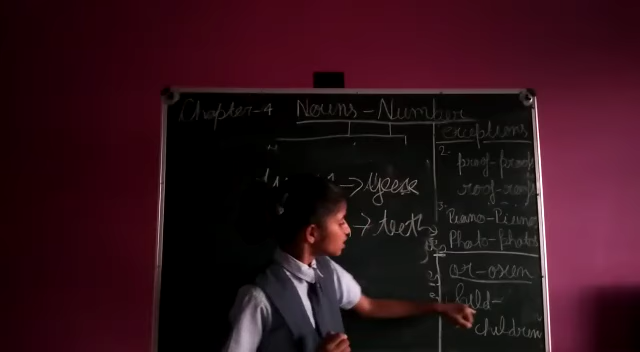 Chapter-4 Nouns-Number
exceptions
2. proof-proofs
roof-roofs
3. Piano-Pianos
Photo-Photos
→ geese
→ teeth
ox-oxen
child-
children